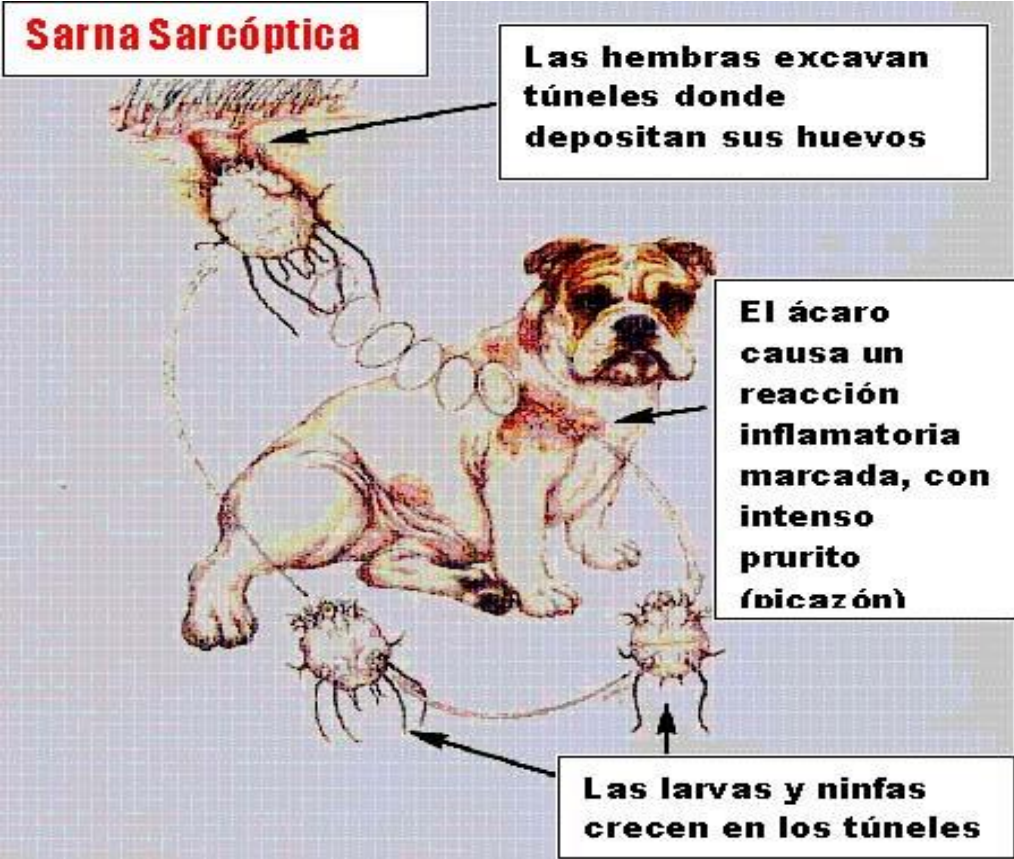 Sarna Sarcóptica
Las hembras excavan
túneles donde
depositan sus huevos
El ácaro
causa un
reacción
inflamatoria
marcada, con
intenso
prurito
(picazón)
Las larvas y ninfas
crecen en los túneles